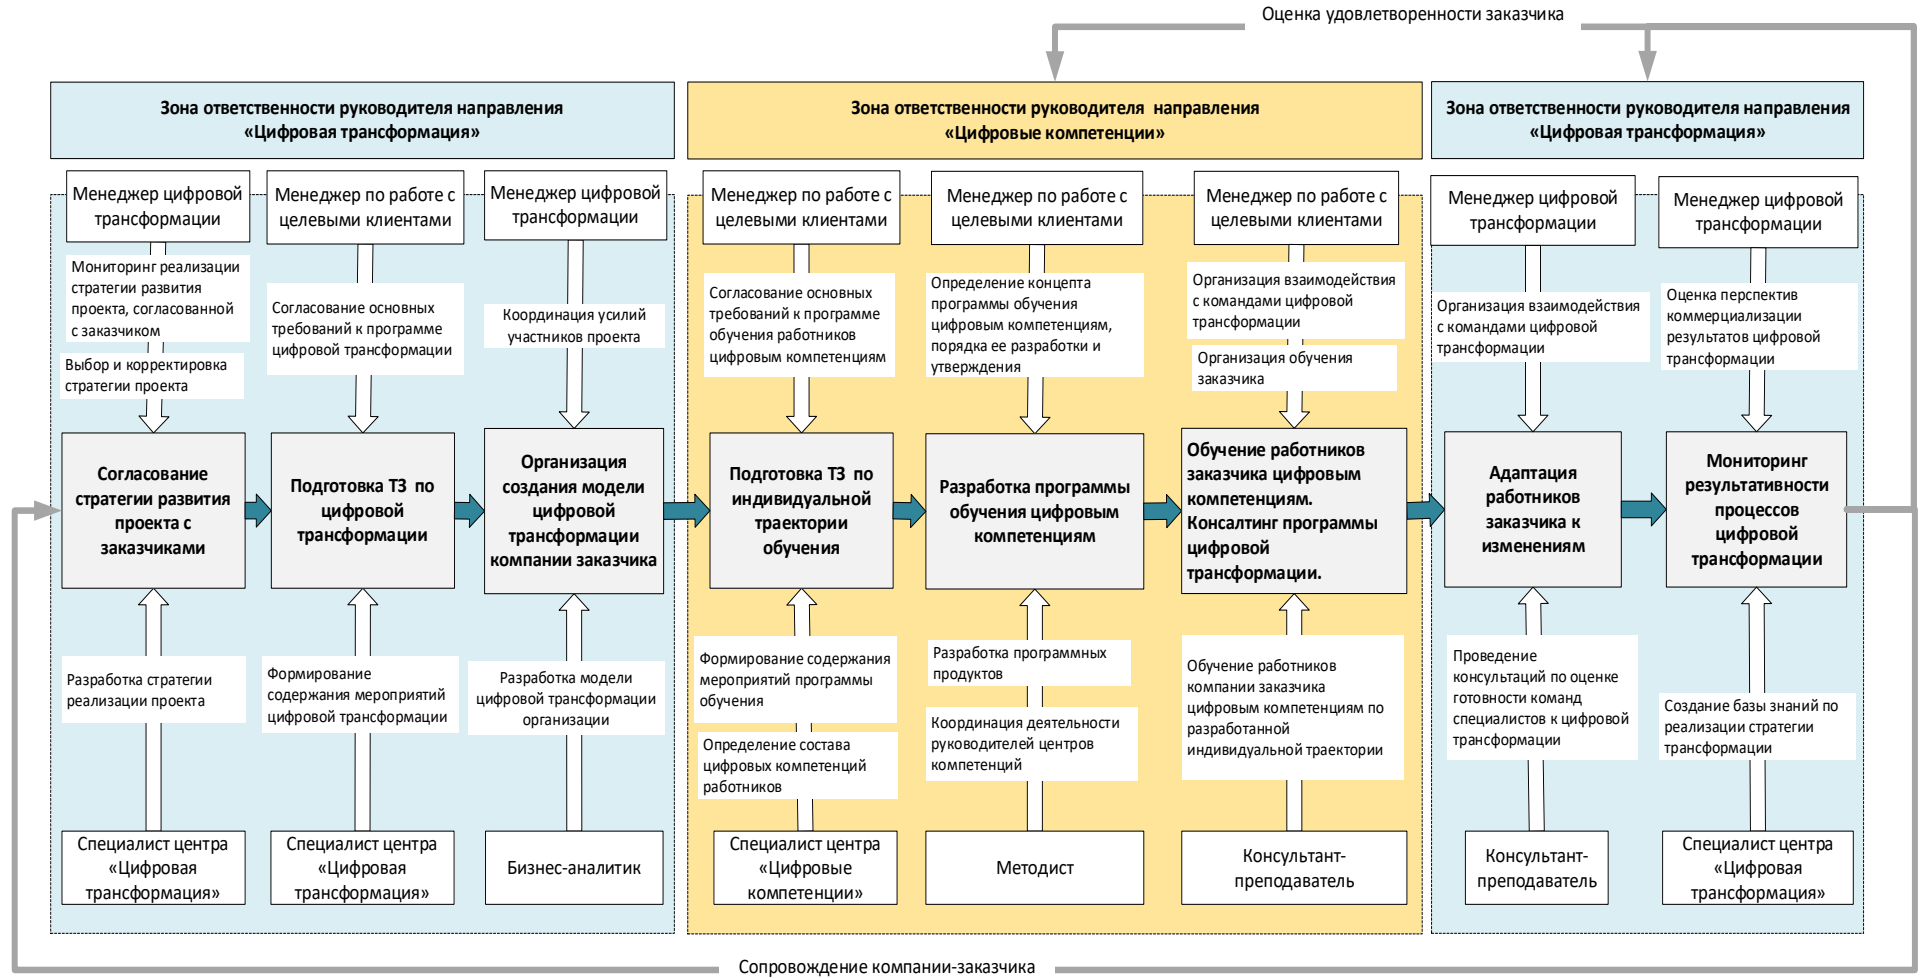 Оценка удовлетворенности заказчика
Зона ответственности руководителя направления
«Цифровая трансформация»
Зона ответственности руководителя направления
«Цифровые компетенции»
Зона ответственности руководителя направления
«Цифровая трансформация»
Менеджер цифровой
трансформации
Менеджер по работе с
целевыми клиентами
Менеджер цифровой
трансформации
Менеджер по работе с
целевыми клиентами
Менеджер по работе с
целевыми клиентами
Менеджер по работе с
целевыми клиентами
Менеджер цифровой
трансформации
Менеджер цифровой
трансформации
Мониторинг реализации
стратегии развития
проекта, согласованной
с заказчиком
Выбор и корректировка
стратегии проекта
Согласование основных
требований к программе
цифровой трансформации
Координация усилий
участников проекта
Согласование основных
требований к программе
обучения работников
цифровым компетенциям
Определение концепта
программы обучения
цифровым компетенциям,
порядка ее разработки и
утверждения
Организация взаимодействия
с командами цифровой
трансформации
Организация обучения
заказчика
Организация взаимодействия
с командами цифровой
трансформации
Оценка перспектив
коммерциализации
результатов цифровой
трансформации
Согласование
стратегии развития
проекта с
заказчиками
Подготовка ТЗ по
цифровой
трансформации
Организация
создания модели
цифровой
трансформации
компании заказчика
Подготовка ТЗ по
индивидуальной
траектории
обучения
Разработка программы
обучения цифровым
компетенциям
Обучение работников
заказчика цифровым
компетенциям.
Консалтинг программы
цифровой
трансформации.
Адаптация
работников
заказчика к
изменениям
Мониторинг
результативности
процессов
цифровой
трансформации
Разработка стратегии
реализации проекта
Формирование
содержания мероприятий
цифровой трансформации
Разработка модели
цифровой трансформации
организации
Формирование содержания
мероприятий программы
обучения
Определение состава
цифровых компетенций
работников
Разработка программных
продуктов
Координация деятельности
руководителей центров
компетенций
Обучение работников
компании заказчика
цифровым компетенциям по
разработанной
индивидуальной траектории
Проведение
консультаций по оценке
готовности команд
специалистов к цифровой
трансформации
Создание базы знаний по
реализации стратегии
трансформации
Специалист центра
«Цифровая
трансформация»
Специалист центра
«Цифровая
трансформация»
Бизнес-аналитик
Специалист центра
«Цифровые
компетенции»
Методист
Консультант-
преподаватель
Консультант-
преподаватель
Специалист центра
«Цифровая
трансформация»
Сопровождение компании-заказчика